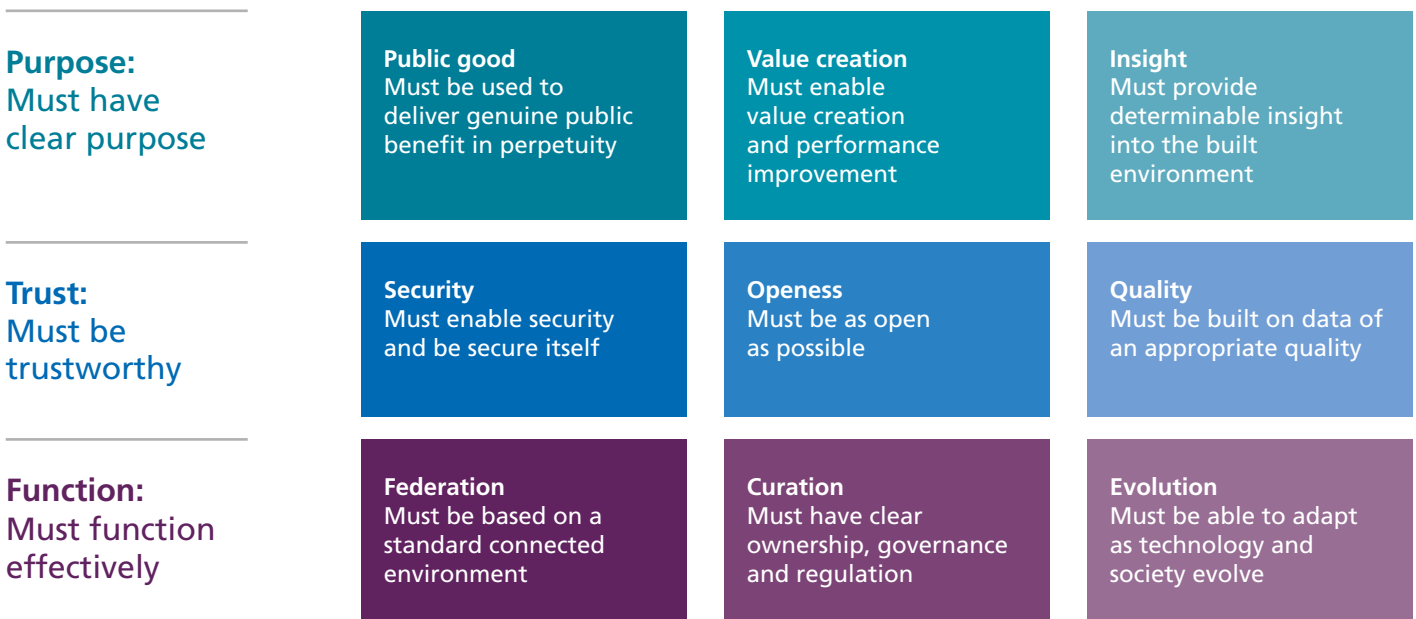 Purpose:
Must have
clear purpose
Public good
Must be used to
deliver genuine public
benefit in perpetuity
Value creation
Must enable
value creation
and performance
improvement
Insight
Must provide
determinable insight
into the built
environment
Trust:
Must be
trustworthy
Security
Must enable security
and be secure itself
Openess
Must be as open
as possible
Quality
Must be built on data of
an appropriate quality
Function:
Must function
effectively
Federation
Must be based on a
standard connected
environment
Curation
Must have clear
ownership, governance
and regulation
Evolution
Must be able to adapt
as technology and
society evolve